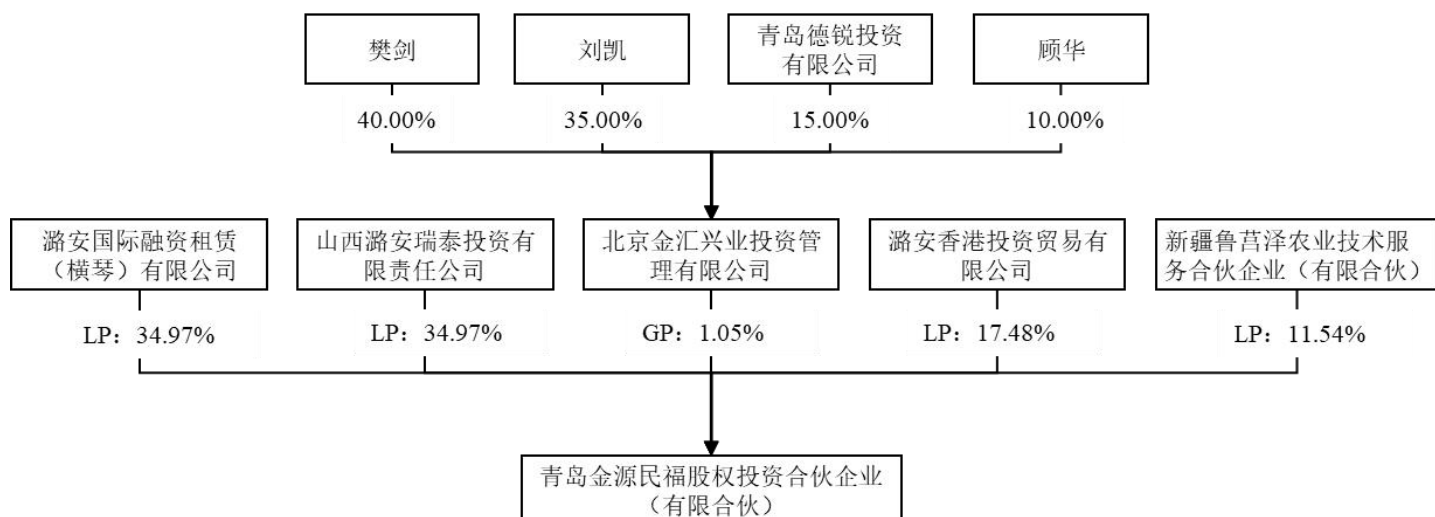 樊剑
刘凯
青岛德锐投资
有限公司
顾华
40.00%
35.00%
15.00%
10.00%
潞安国际融资租赁
（横琴）有限公司
山西潞安瑞泰投资有
限责任公司
北京金汇兴业投资管
理有限公司
潞安香港投资贸易有
限公司
新疆鲁莒泽农业技术服
务合伙企业（有限合伙）
LP：34.97%
LP：34.97%
GP：1.05%
LP：17.48%
LP：11.54%
青岛金源民福股权投资合伙企业
（有限合伙）